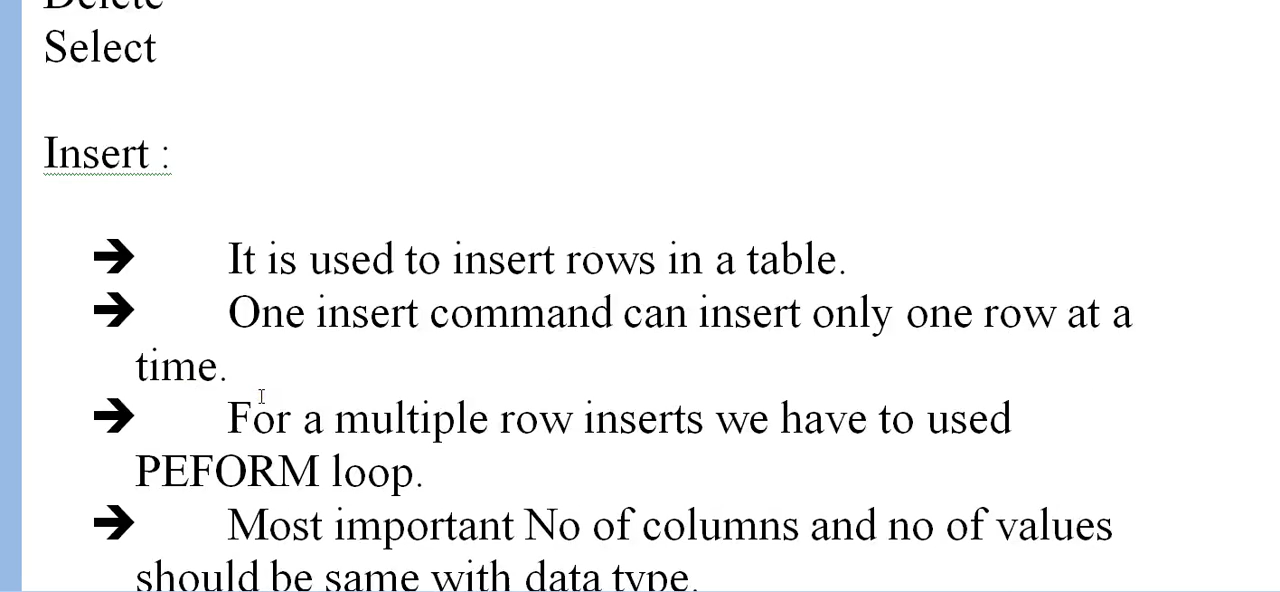 Delete
Select
Insert :
➔ It is used to insert rows in a table.
➔ One insert command can insert only one row at a
time.
➔ For a multiple row inserts we have to used
PEFORM loop.
➔ Most important No of columns and no of values
should be same with data type.